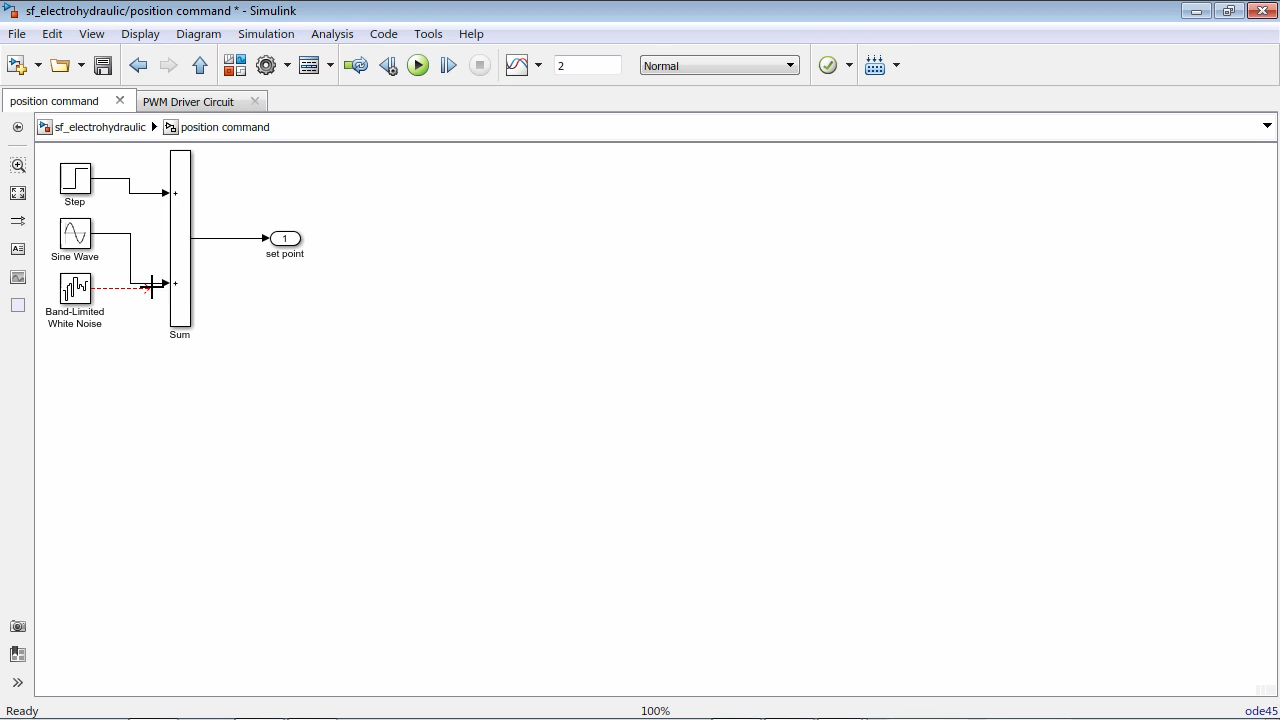 sf_electrohydraulic/position command * - Simulink
File Edit View Display Diagram Simulation Analysis Code Tools Help
2 Normal
position command PWM Driver Circuit
sf_electrohydraulic position command
Step
+
Sine Wave
1
set point
+
Band-Limited
White Noise
Sum
Ready 100% ode45